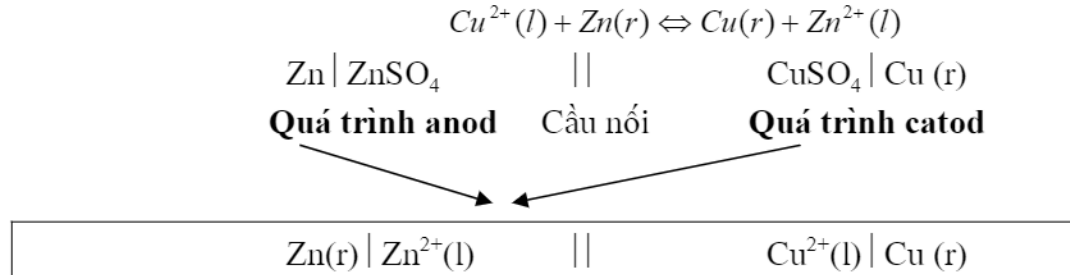 Cu²⁺(l) + Zn(r) ⇔ Cu(r) + Zn²⁺(l)
Zn | ZnSO₄ || CuSO₄ | Cu (r)
Quá trình anod Cầu nối Quá trình catod
Zn(r) | Zn²⁺(l) || Cu²⁺(l) | Cu (r)